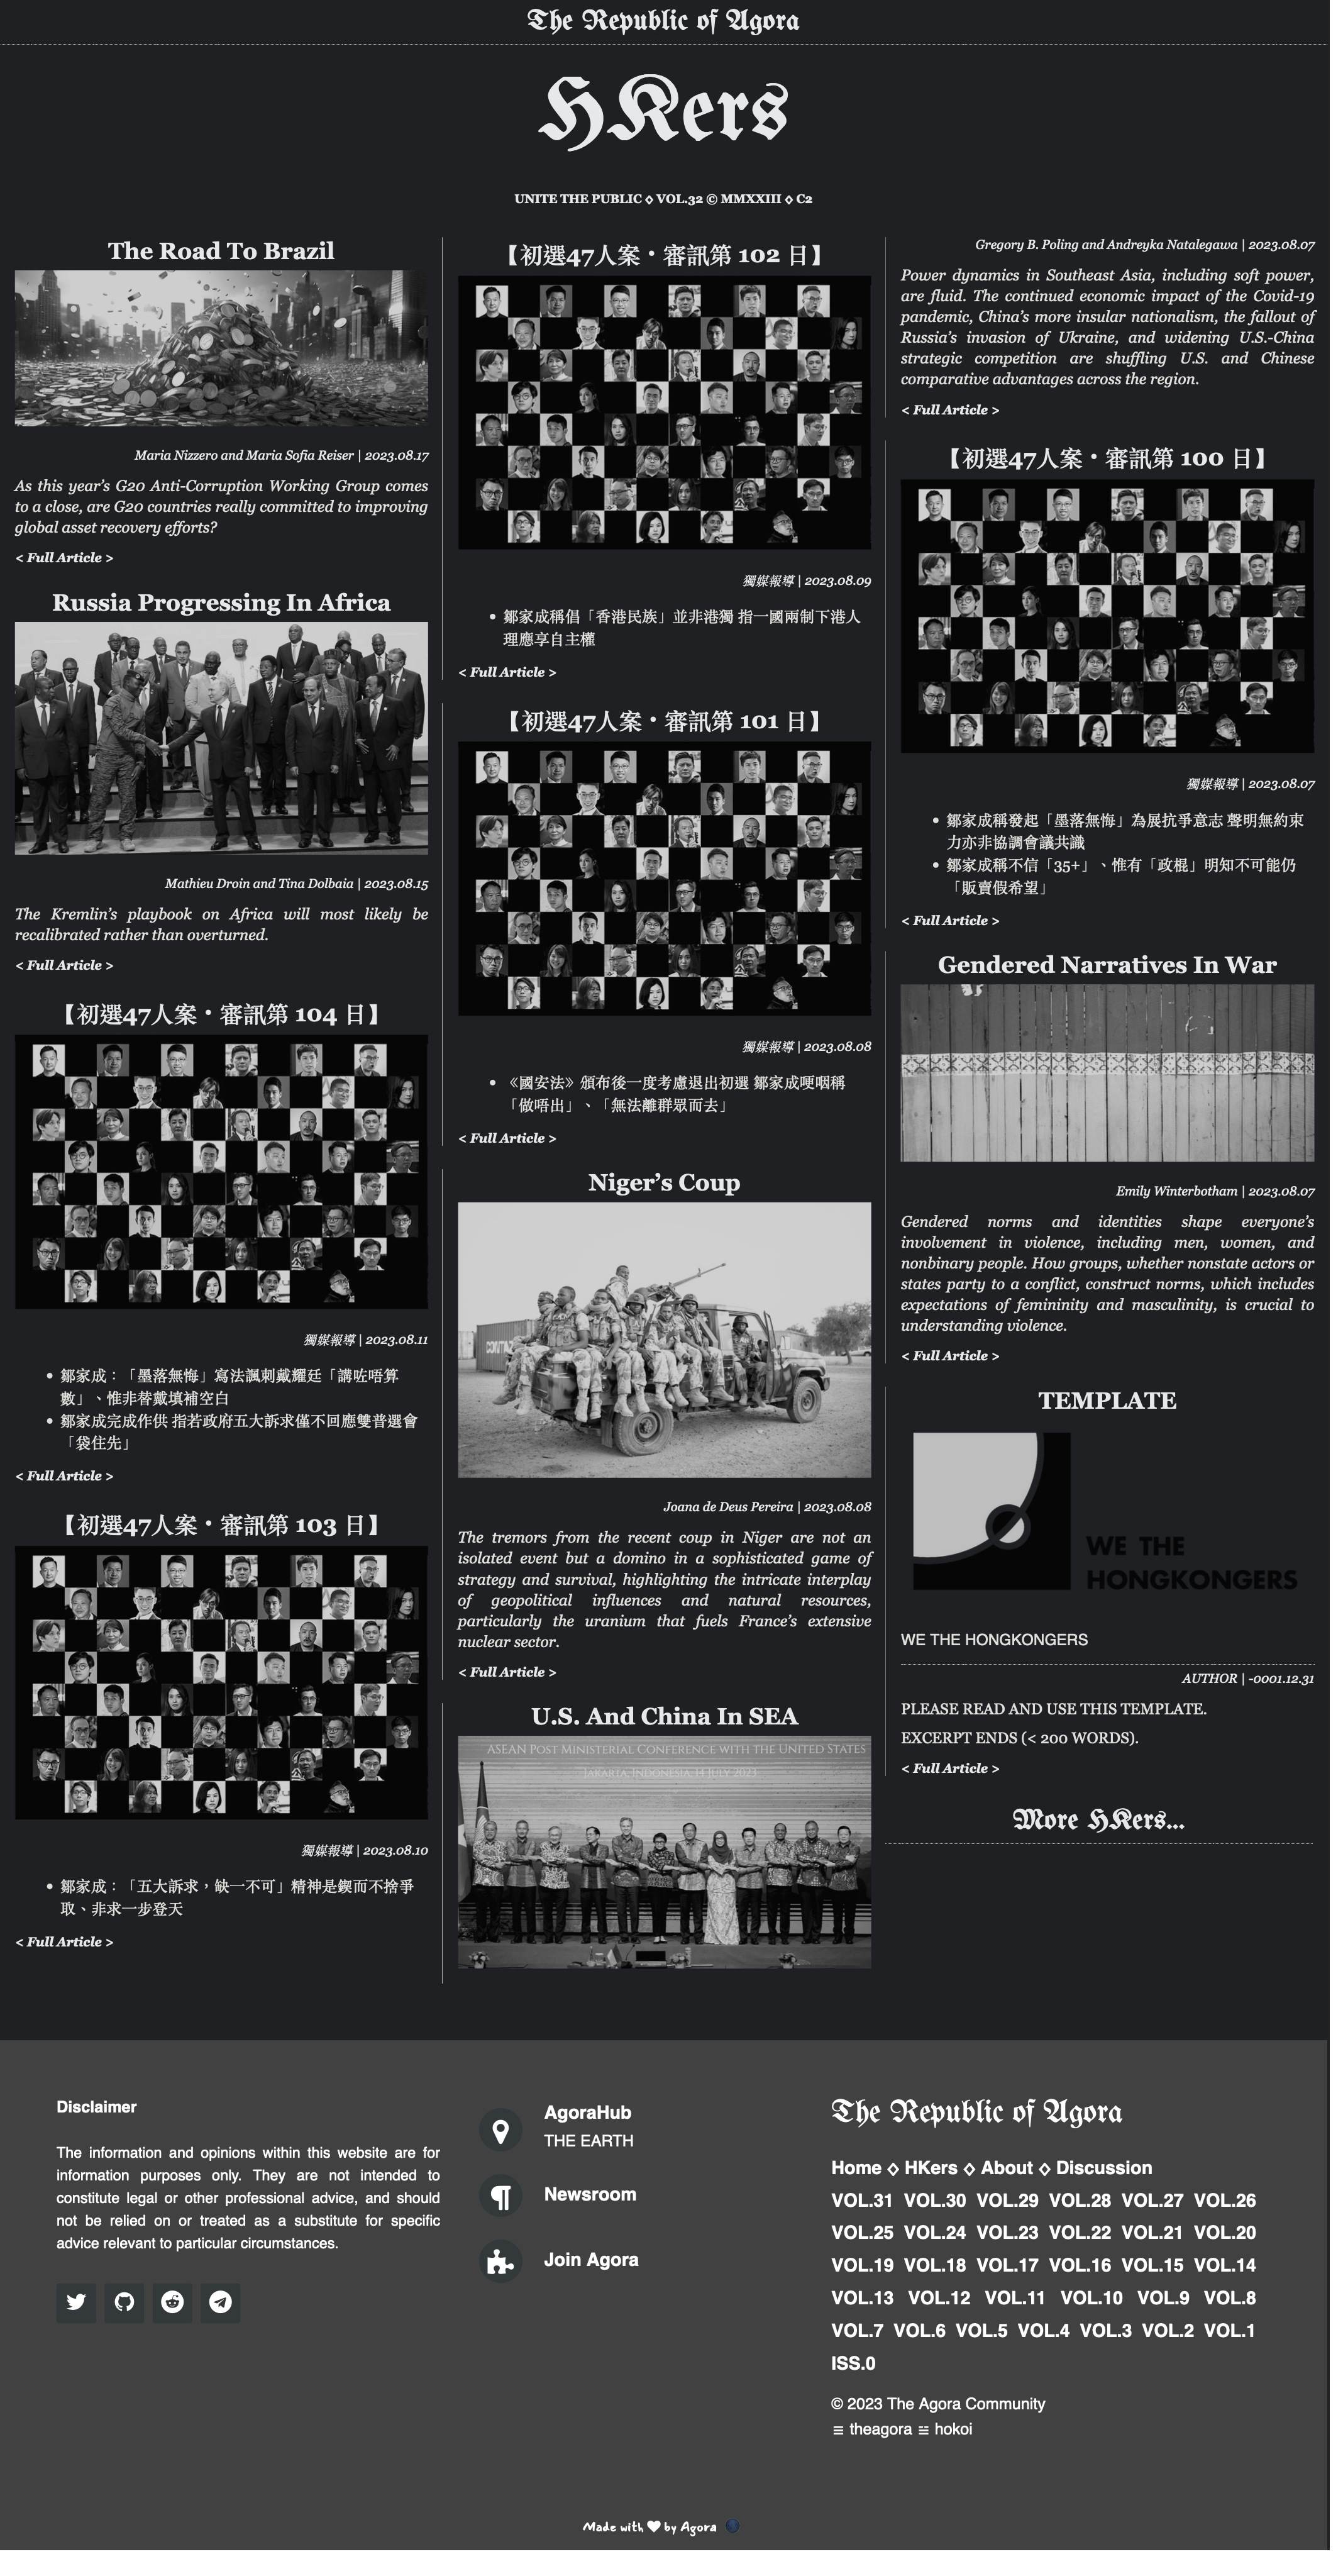 The Republic of Agora
HKers
UNITE THE PUBLIC ◊ VOL.32 © MMXXIII ◊ C2
The Road To Brazil
Maria Nizzero and Maria Sofia Reiser | 2023.08.17
As this year’s G20 Anti-Corruption Working Group comes
to a close, are G20 countries really committed to improving
global asset recovery efforts?
< Full Article >
Russia Progressing In Africa
Mathieu Droin and Tina Dolbaia | 2023.08.15
The Kremlin’s playbook on Africa will most likely be
recalibrated rather than overturned.
< Full Article >
【初選47人案‧審訊第 104 日】
獨媒報導 | 2023.08.11
• 鄒家成：「墨落無悔」寫法諷刺戴耀廷「講咗唔算
數」、惟非替戴填補空白
• 鄒家成完成作供 指若政府五大訴求僅不回應雙普選會
「袋住先」
< Full Article >
【初選47人案‧審訊第 103 日】
獨媒報導 | 2023.08.10
• 鄒家成：「五大訴求，缺一不可」精神是鍥而不捨爭
取、非求一步登天
< Full Article >
【初選47人案‧審訊第 102 日】
獨媒報導 | 2023.08.09
• 鄒家成稱倡「香港民族」並非港獨 指一國兩制下港人
理應享自主權
< Full Article >
【初選47人案‧審訊第 101 日】
獨媒報導 | 2023.08.08
• 《國安法》頒布後一度考慮退出初選 鄒家成哽咽稱
「做唔出」、「無法離群眾而去」
< Full Article >
Niger’s Coup
Joana de Deus Pereira | 2023.08.08
The tremors from the recent coup in Niger are not an
isolated event but a domino in a sophisticated game of
strategy and survival, highlighting the intricate interplay
of geopolitical influences and natural resources,
particularly the uranium that fuels France’s extensive
nuclear sector.
< Full Article >
U.S. And China In SEA
ASEAN POST MINISTERIAL CONFERENCE WITH THE UNITED STATES
JAKARTA, INDONESIA, 14 JULY 2023
Gregory B. Poling and Andreyka Natalegawa | 2023.08.07
Power dynamics in Southeast Asia, including soft power,
are fluid. The continued economic impact of the Covid-19
pandemic, China’s more insular nationalism, the fallout of
Russia’s invasion of Ukraine, and widening U.S.-China
strategic competition are shuffling U.S. and Chinese
comparative advantages across the region.
< Full Article >
【初選47人案‧審訊第 100 日】
獨媒報導 | 2023.08.07
• 鄒家成稱發起「墨落無悔」為展抗爭意志 聲明無約束
力亦非協調會議共識
• 鄒家成稱不信「35+」、惟有「政棍」明知不可能仍
「販賣假希望」
< Full Article >
Gendered Narratives In War
Emily Winterbotham | 2023.08.07
Gendered norms and identities shape everyone’s
involvement in violence, including men, women, and
nonbinary people. How groups, whether nonstate actors or
states party to a conflict, construct norms, which includes
expectations of femininity and masculinity, is crucial to
understanding violence.
< Full Article >
TEMPLATE
WE THE
HONGKONGERS
WE THE HONGKONGERS
AUTHOR | -0001.12.31
PLEASE READ AND USE THIS TEMPLATE.
EXCERPT ENDS (< 200 WORDS).
< Full Article >
More HKers...
Disclaimer
The information and opinions within this website are for
information purposes only. They are not intended to
constitute legal or other professional advice, and should
not be relied on or treated as a substitute for specific
advice relevant to particular circumstances.
AgoraHub
THE EARTH
Newsroom
Join Agora
The Republic of Agora
Home ◊ HKers ◊ About ◊ Discussion
VOL.31 VOL.30 VOL.29 VOL.28 VOL.27 VOL.26
VOL.25 VOL.24 VOL.23 VOL.22 VOL.21 VOL.20
VOL.19 VOL.18 VOL.17 VOL.16 VOL.15 VOL.14
VOL.13 VOL.12 VOL.11 VOL.10 VOL.9 VOL.8
VOL.7 VOL.6 VOL.5 VOL.4 VOL.3 VOL.2 VOL.1
ISS.0
© 2023 The Agora Community
≡ theagora ☱ hokoi
Made with ♥ by Agora